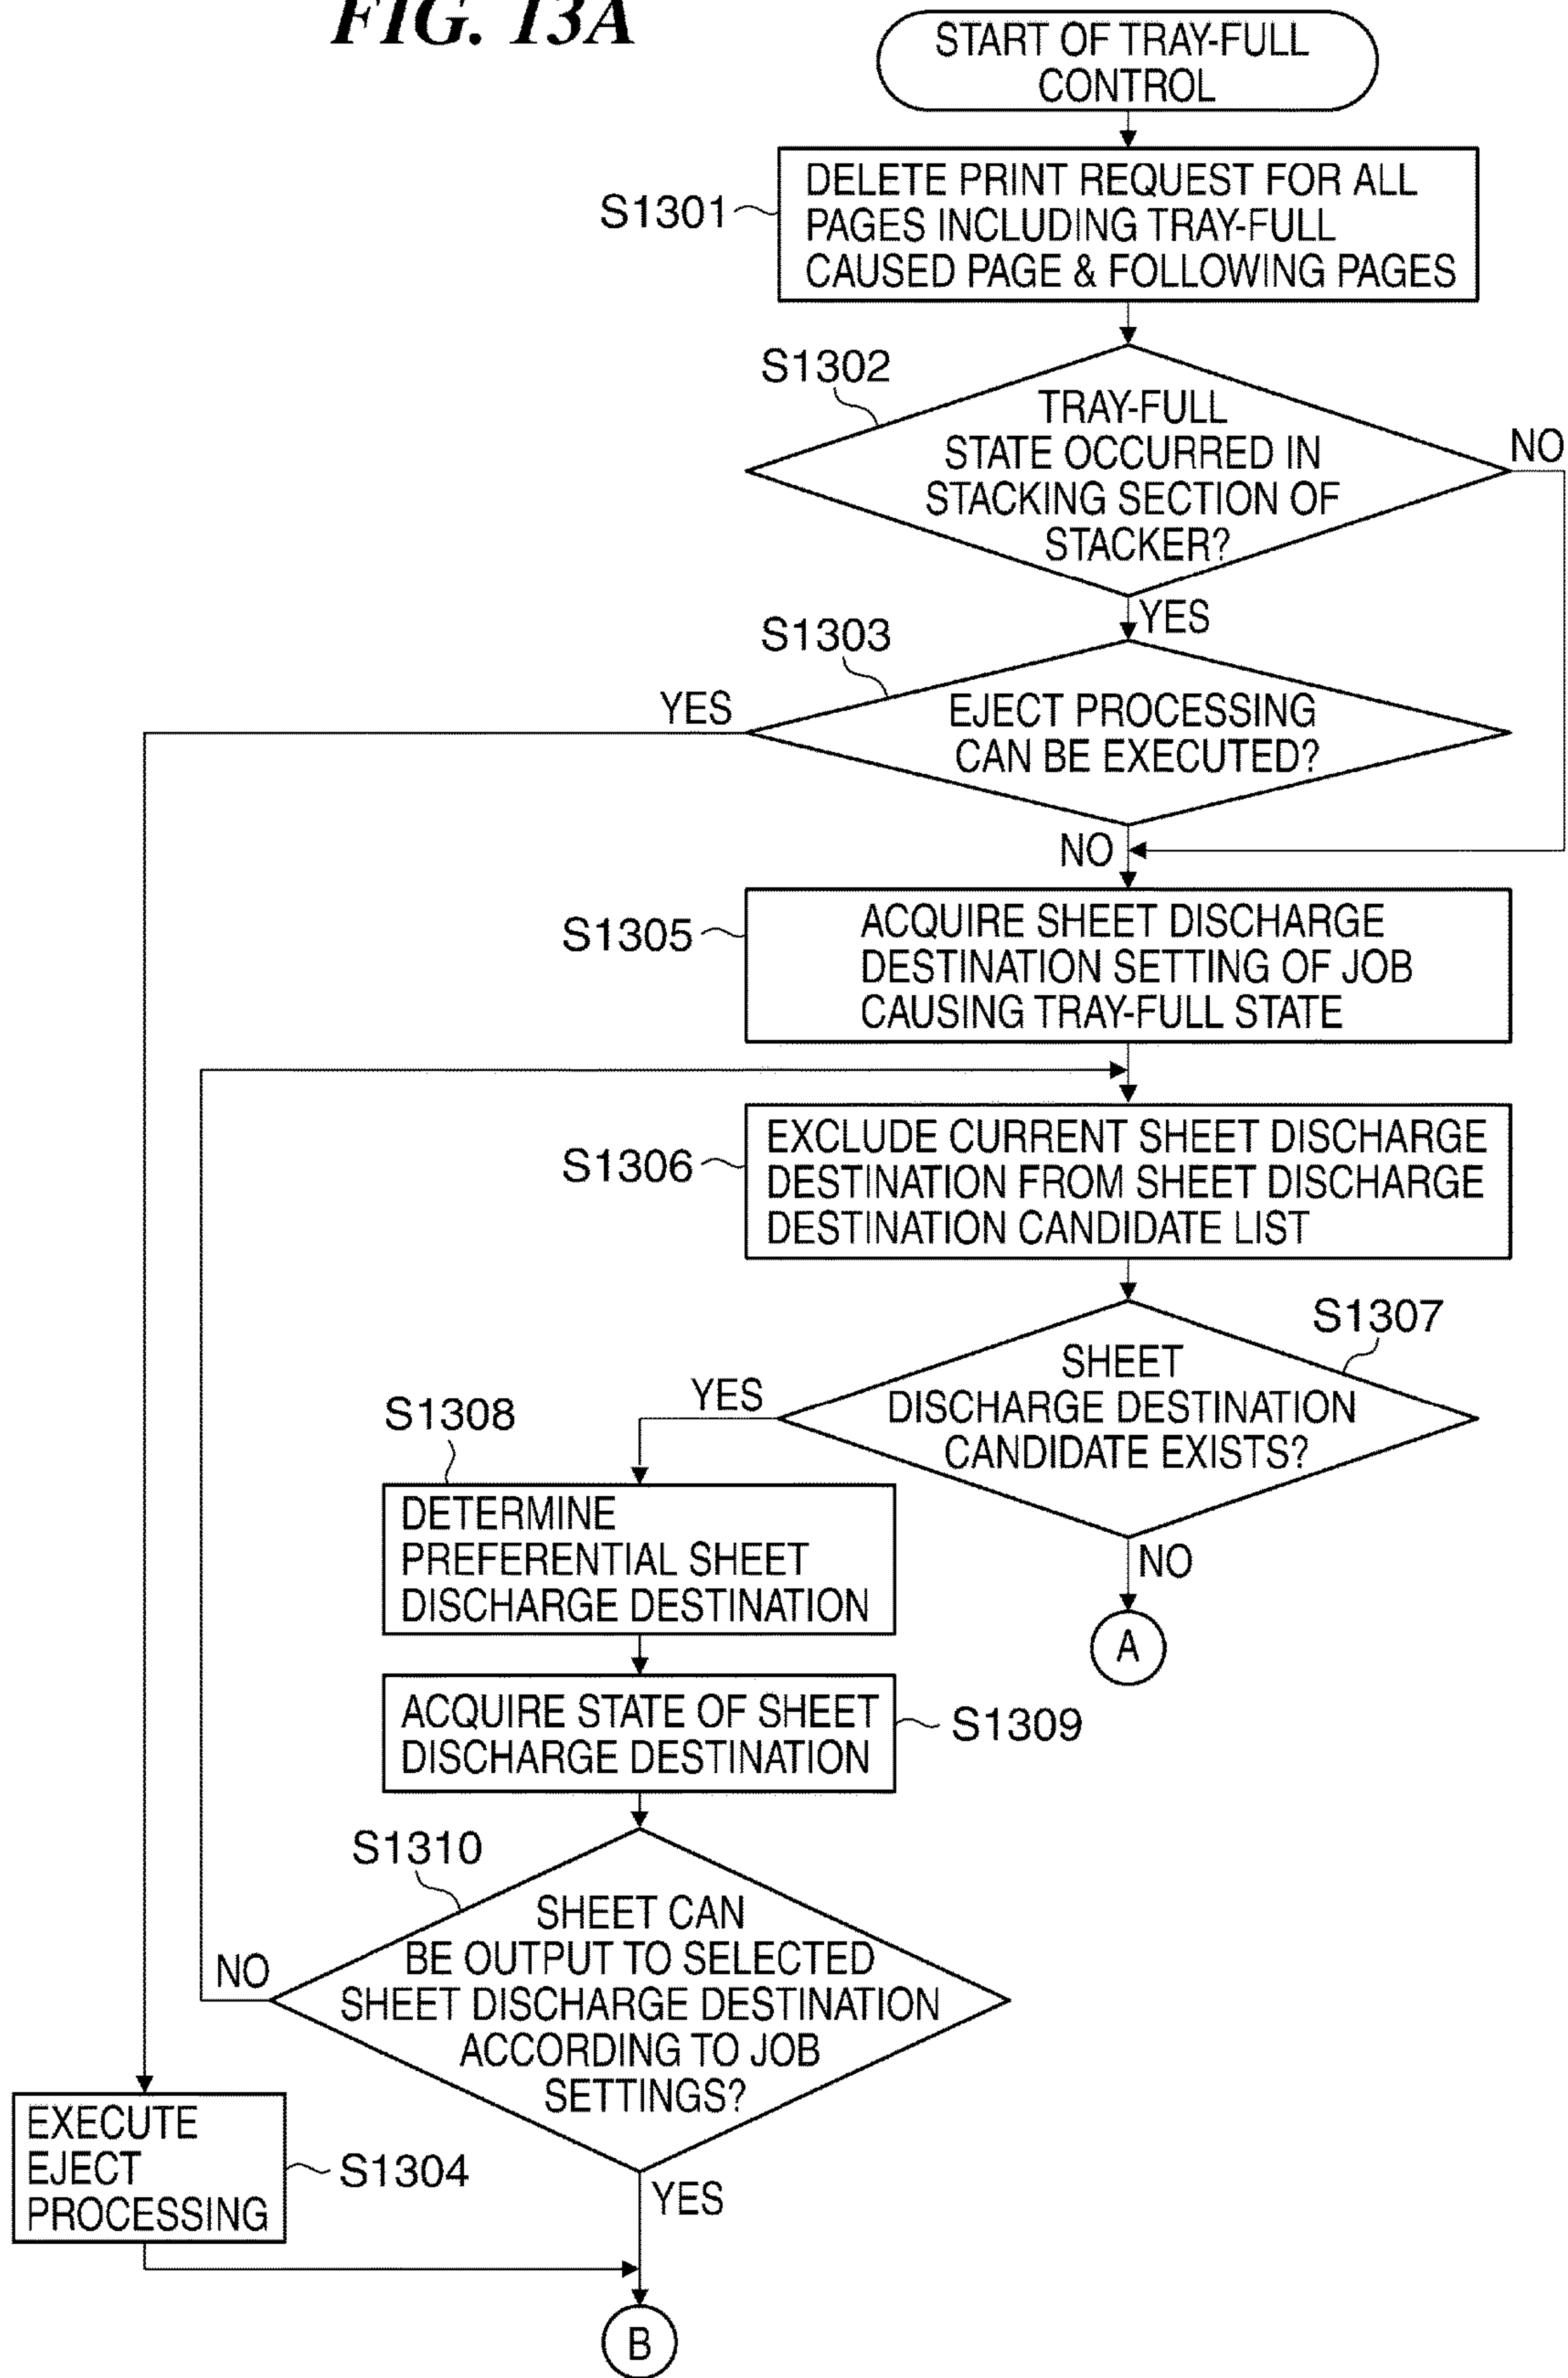 FIG. 13A
START OF TRAY-FULL
CONTROL
S1301
DELETE PRINT REQUEST FOR ALL
PAGES INCLUDING TRAY-FULL
CAUSED PAGE & FOLLOWING PAGES
S1302
TRAY-FULL
STATE OCCURRED IN
STACKING SECTION OF
STACKER?
NO
YES
S1303
EJECT PROCESSING
CAN BE EXECUTED?
YES
NO
S1305
ACQUIRE SHEET DISCHARGE
DESTINATION SETTING OF JOB
CAUSING TRAY-FULL STATE
S1306
EXCLUDE CURRENT SHEET DISCHARGE
DESTINATION FROM SHEET DISCHARGE
DESTINATION CANDIDATE LIST
S1307
SHEET
DISCHARGE DESTINATION
CANDIDATE EXISTS?
YES
NO
A
S1308
DETERMINE
PREFERENTIAL SHEET
DISCHARGE DESTINATION
ACQUIRE STATE OF SHEET
DISCHARGE DESTINATION
S1309
S1310
SHEET CAN
BE OUTPUT TO SELECTED
SHEET DISCHARGE DESTINATION
ACCORDING TO JOB
SETTINGS?
NO
YES
EXECUTE
EJECT
PROCESSING
S1304
B